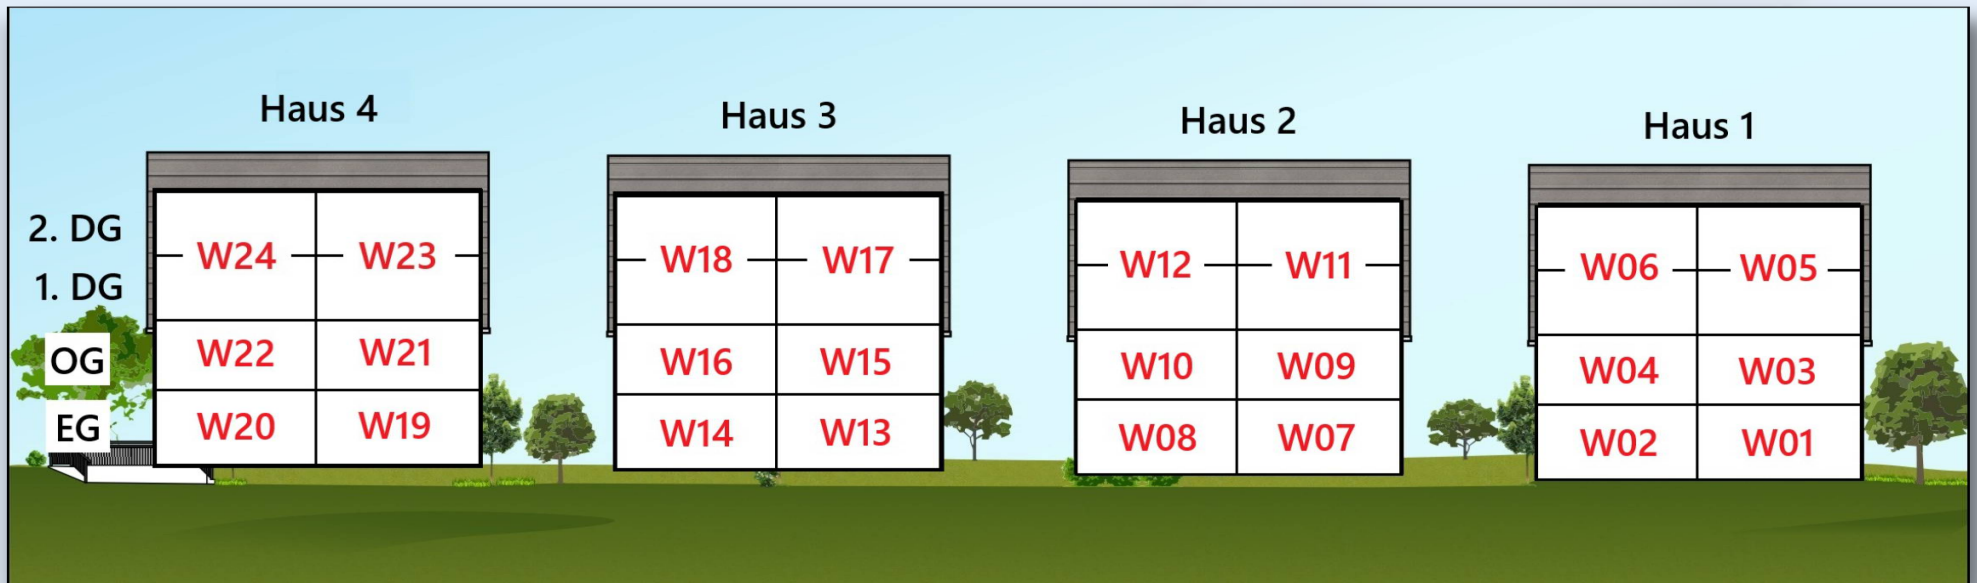 Haus 4
Haus 3
Haus 2
Haus 1
2. DG
1. DG
OG
EG
W24 W23
W22 W21
W20 W19
W18 W17
W16 W15
W14 W13
W12 W11
W10 W09
W08 W07
W06 W05
W04 W03
W02 W01